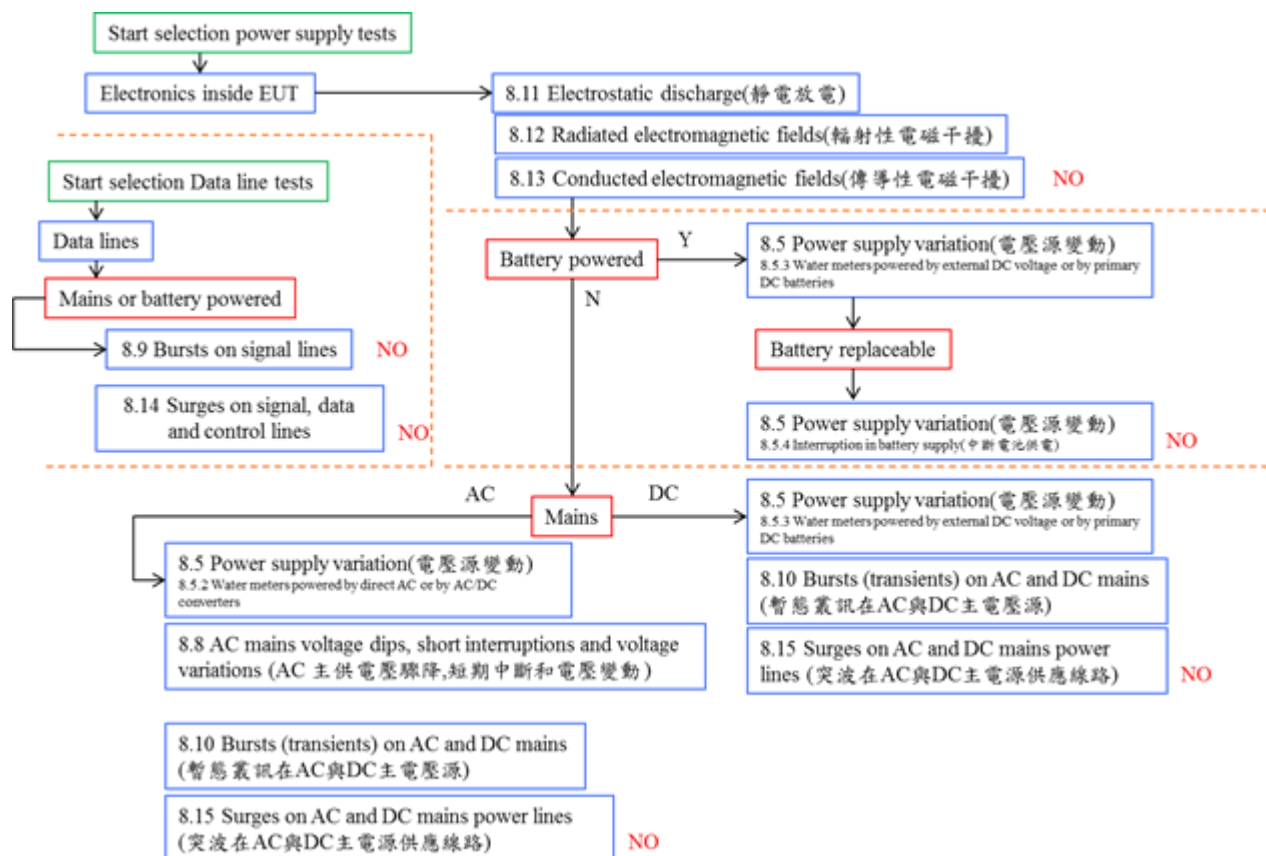 Start selection power supply tests
Electronics inside EUT
8.11 Electrostatic discharge(靜電放電)
8.12 Radiated electromagnetic fields(輻射性電磁干擾)
8.13 Conducted electromagnetic fields(傳導性電磁干擾)
NO
Start selection Data line tests
Data lines
Mains or battery powered
8.9 Bursts on signal lines
NO
8.14 Surges on signal, data
and control lines
NO
Battery powered
Y
N
8.5 Power supply variation(電壓源變動)
8.5.3 Water meters powered by external DC voltage or by primary
DC batteries
Battery replaceable
8.5 Power supply variation(電壓源變動)
8.5.4 Interruption in battery supply(中斷電池供電)
NO
AC
DC
Mains
8.5 Power supply variation(電壓源變動)
8.5.2 Water meters powered by direct AC or by AC/DC
converters
8.8 AC mains voltage dips, short interruptions and voltage
variations (AC 主供電壓驟降,短期中斷和電壓變動)
8.10 Bursts (transients) on AC and DC mains
(暫態叢訊在AC與DC主電壓源)
8.15 Surges on AC and DC mains power lines
(突波在AC與DC主電源供應線路)
NO
8.5 Power supply variation(電壓源變動)
8.5.3 Water meters powered by external DC voltage or by primary
DC batteries
8.10 Bursts (transients) on AC and DC mains
(暫態叢訊在AC與DC主電壓源)
8.15 Surges on AC and DC mains power
lines (突波在AC與DC主電源供應線路)
NO